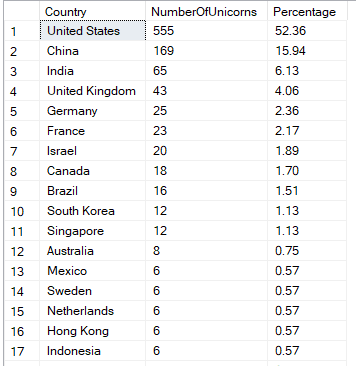 Country NumberOfUnicorns Percentage
1 United States 555 52.36
2 China 169 15.94
3 India 65 6.13
4 United Kingdom 43 4.06
5 Germany 25 2.36
6 France 23 2.17
7 Israel 20 1.89
8 Canada 18 1.70
9 Brazil 16 1.51
10 South Korea 12 1.13
11 Singapore 12 1.13
12 Australia 8 0.75
13 Mexico 6 0.57
14 Sweden 6 0.57
15 Netherlands 6 0.57
16 Hong Kong 6 0.57
17 Indonesia 6 0.57